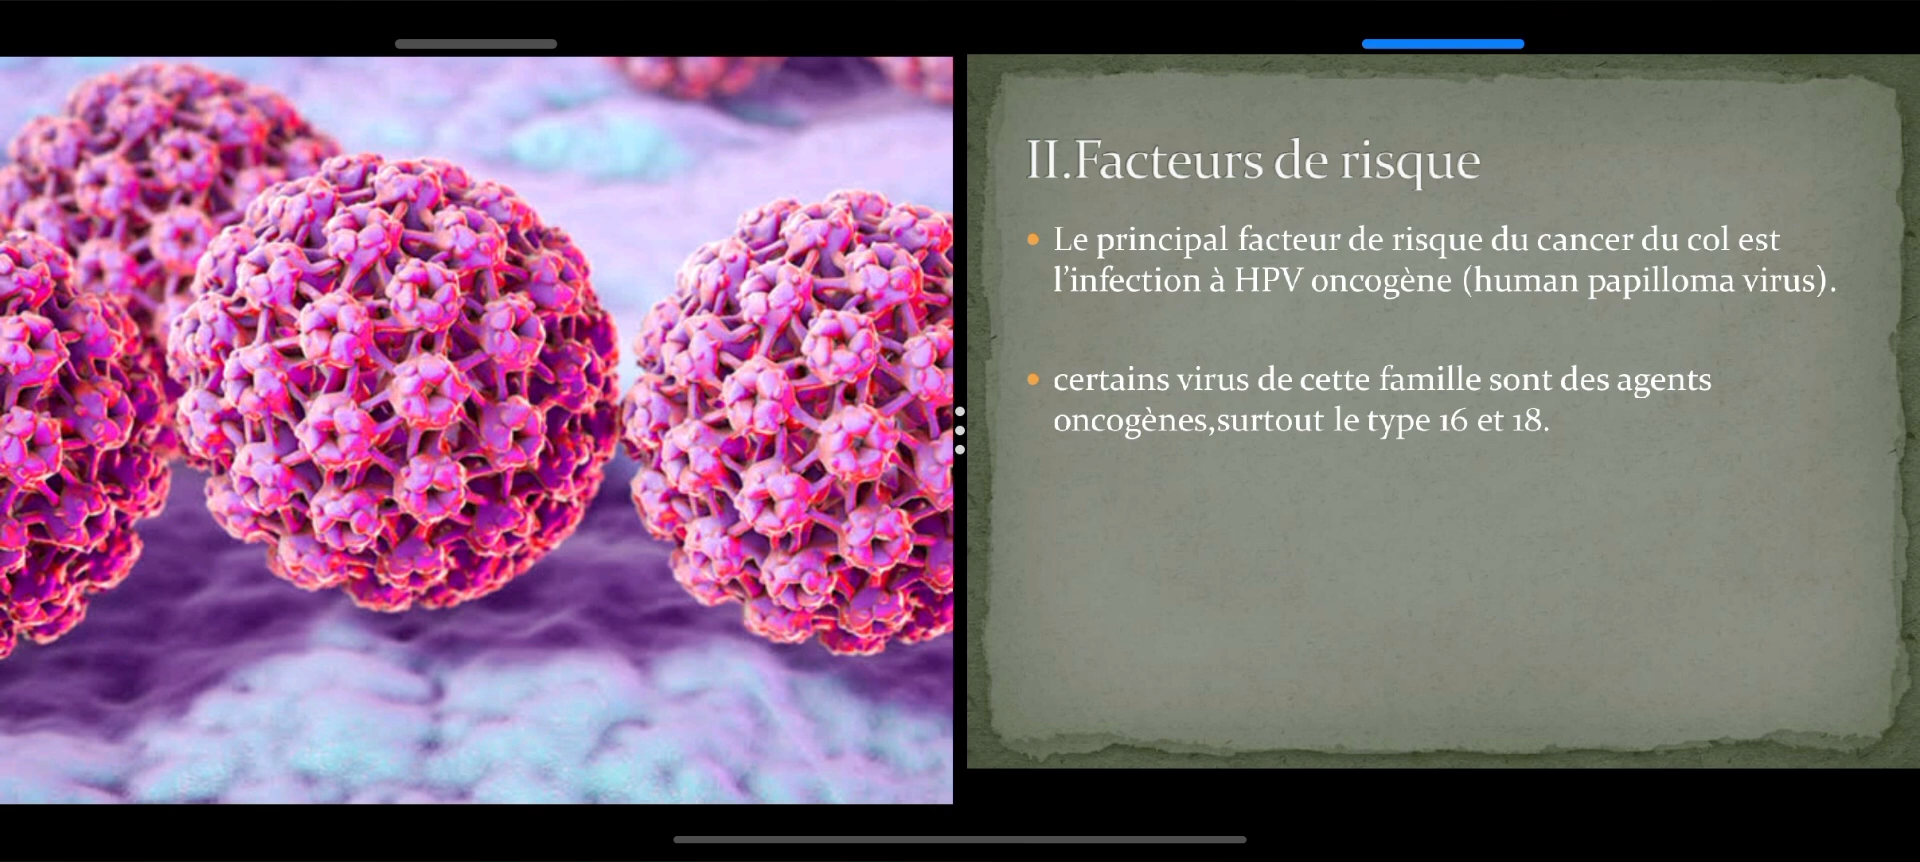 II.Facteurs de risque
Le principal facteur de risque du cancer du col est
l’infection à HPV oncogène (human papilloma virus).
certains virus de cette famille sont des agents
oncogènes,surtout le type 16 et 18.